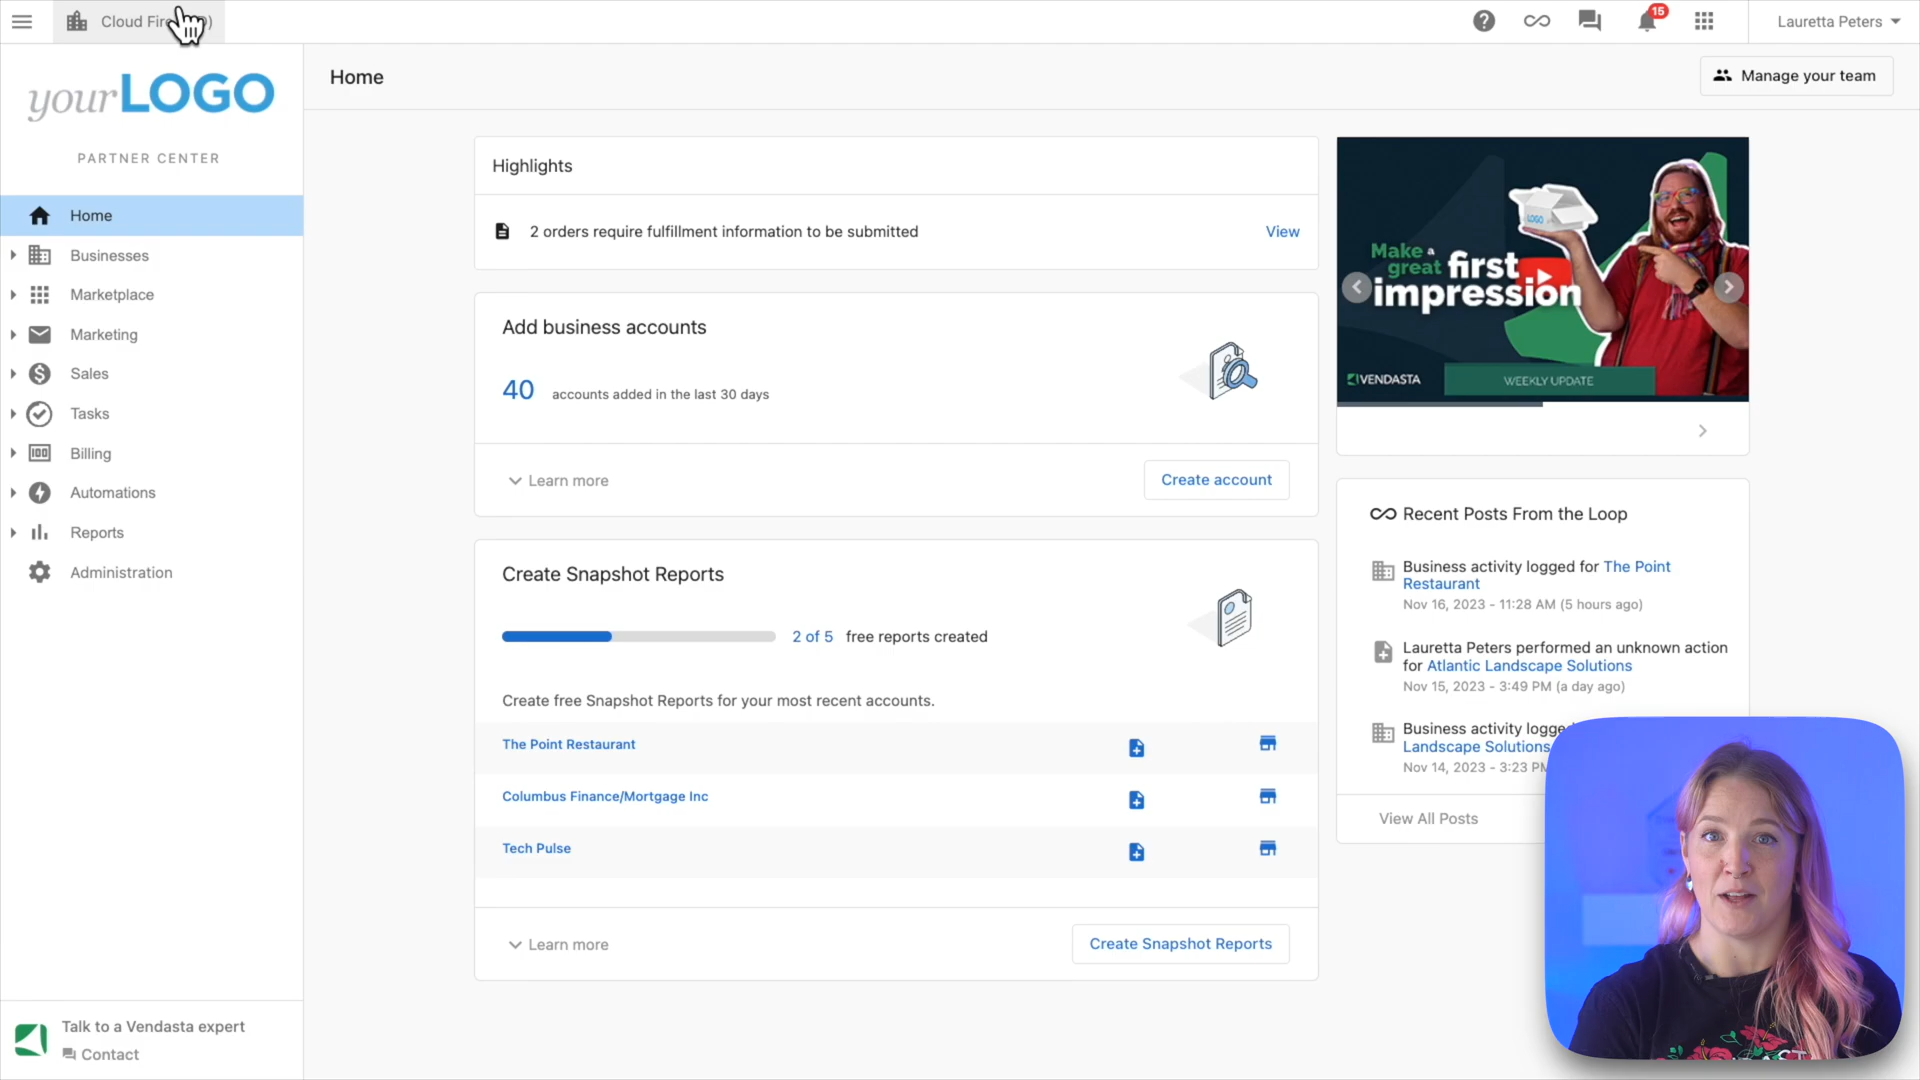 Cloud Fire
15
Lauretta Peters
yourLOGO
PARTNER CENTER
Home
Manage your team
Home
Businesses
Marketplace
Marketing
Sales
Tasks
Billing
Automations
Reports
Administration
Talk to a Vendasta expert
Contact
Highlights
2 orders require fulfillment information to be submitted
View
Add business accounts
40 accounts added in the last 30 days
Learn more
Create account
Create Snapshot Reports
2 of 5 free reports created
Create free Snapshot Reports for your most recent accounts.
The Point Restaurant
Columbus Finance/Mortgage Inc
Tech Pulse
Learn more
Create Snapshot Reports
LOGO
Make a
great first
impression
VENDASTA
WEEKLY UPDATE
Recent Posts From the Loop
Business activity logged for The Point
Restaurant
Nov 16, 2023 - 11:28 AM (5 hours ago)
Lauretta Peters performed an unknown action
for Atlantic Landscape Solutions
Nov 15, 2023 - 3:49 PM (a day ago)
Business activity logge
Landscape Solutions
Nov 14, 2023 - 3:23 PM
View All Posts